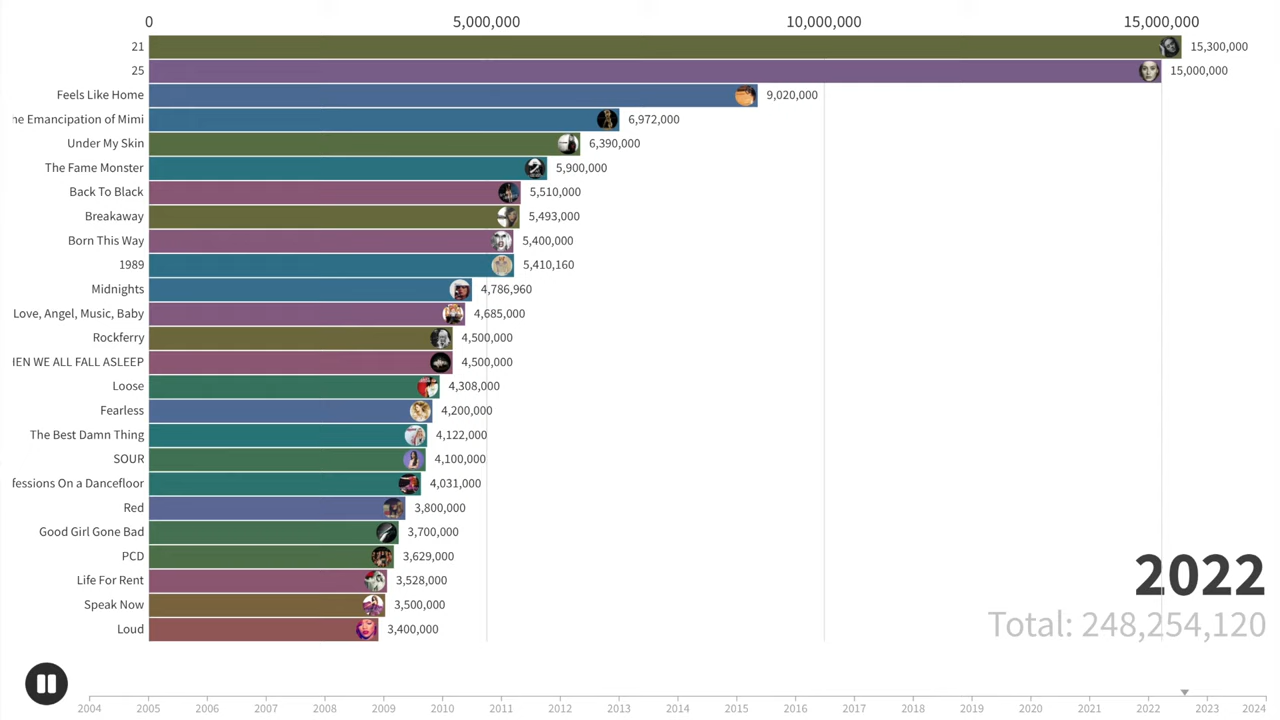 0 5,000,000 10,000,000 15,000,000
21 15,300,000
25 15,000,000
Feels Like Home 9,020,000
he Emancipation of Mimi 6,972,000
Under My Skin 6,390,000
The Fame Monster 5,900,000
Back To Black 5,510,000
Breakaway 5,493,000
Born This Way 5,400,000
1989 5,410,160
Midnights 4,786,960
Love, Angel, Music, Baby 4,685,000
Rockferry 4,500,000
HEN WE ALL FALL ASLEEP 4,500,000
Loose 4,308,000
Fearless 4,200,000
The Best Damn Thing 4,122,000
SOUR 4,100,000
fessions On a Dancefloor 4,031,000
Red 3,800,000
Good Girl Gone Bad 3,700,000
PCD 3,629,000
Life For Rent 3,528,000
Speak Now 3,500,000
Loud 3,400,000
2022
Total: 248,254,120
2004 2005 2006 2007 2008 2009 2010 2011 2012 2013 2014 2015 2016 2017 2018 2019 2020 2021 2022 2023 2024